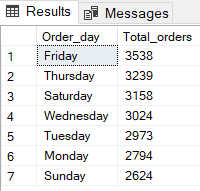 Results Messages
Order_day Total_orders
1 Friday 3538
2 Thursday 3239
3 Saturday 3158
4 Wednesday 3024
5 Tuesday 2973
6 Monday 2794
7 Sunday 2624